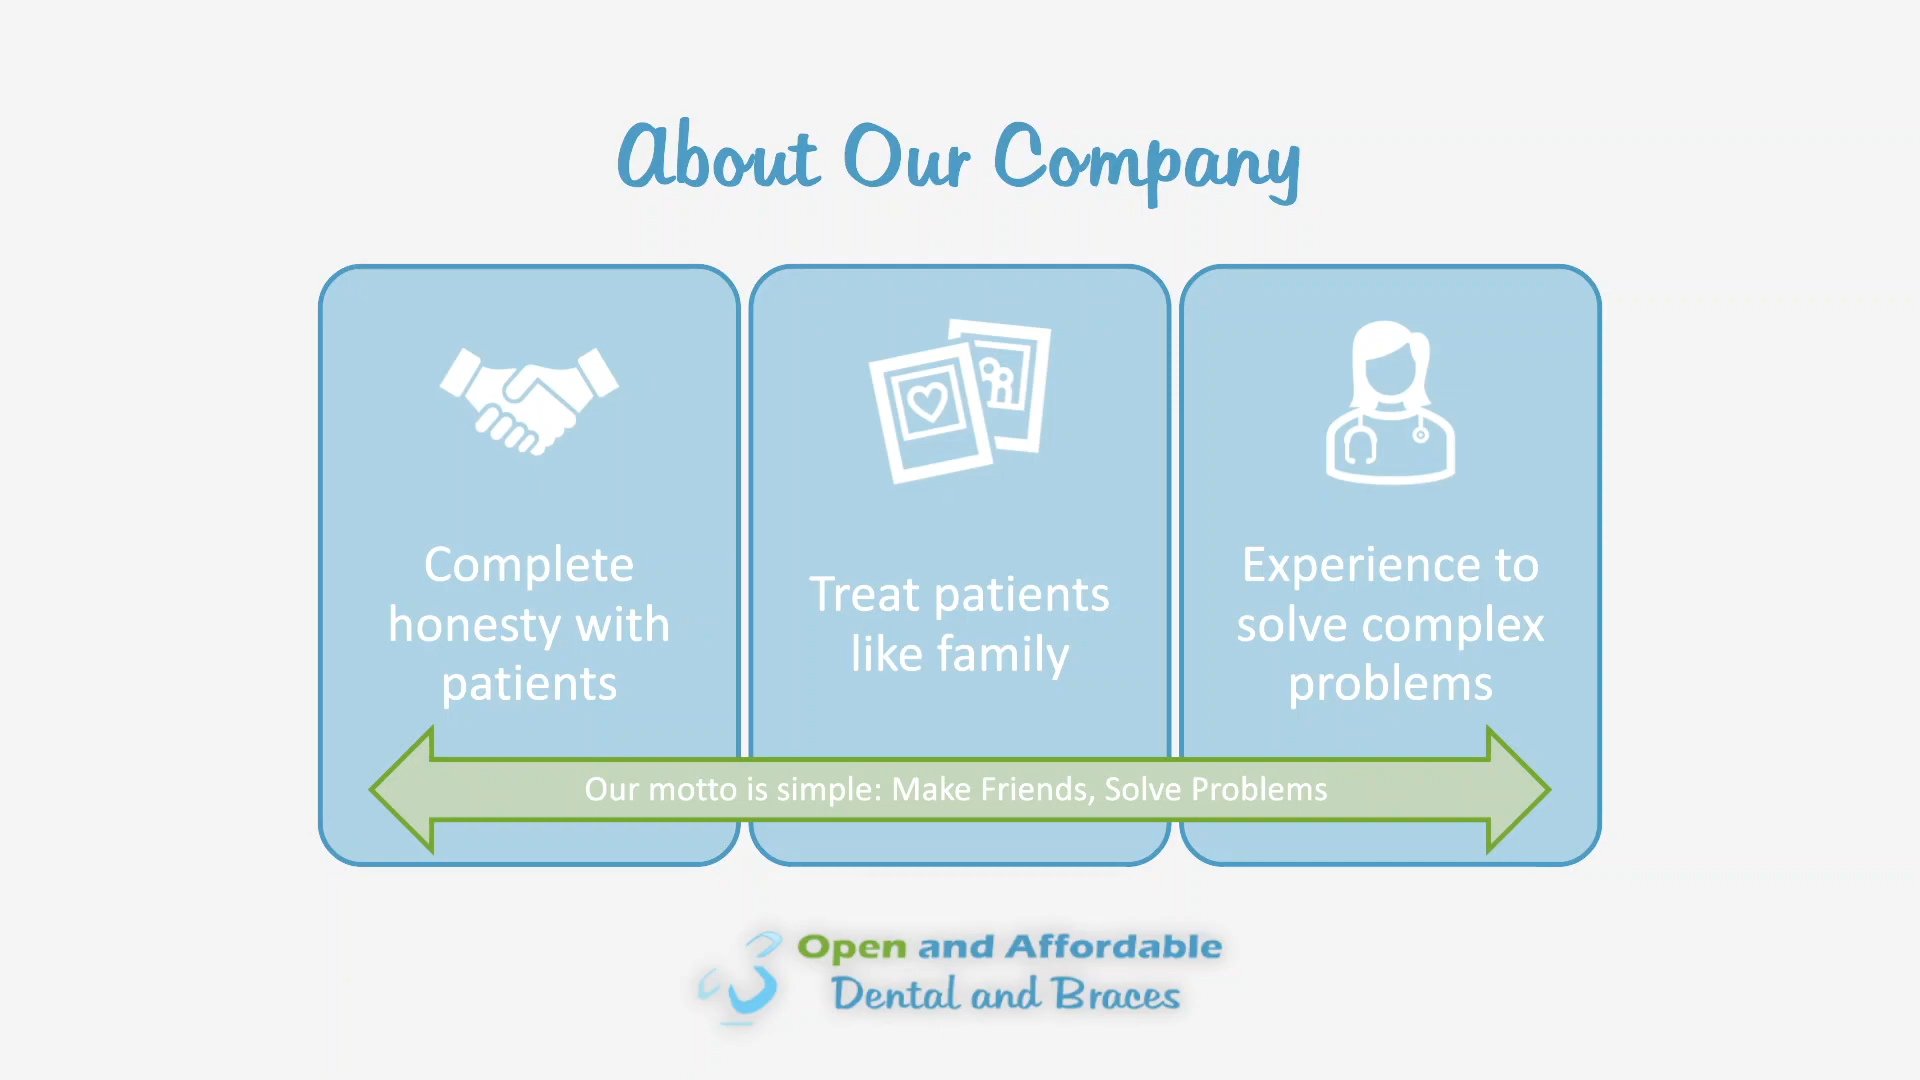 About Our Company
Complete
honesty with
patients
Treat patients
like family
Experience to
solve complex
problems
Our motto is simple: Make Friends, Solve Problems
Open and Affordable
Dental and Braces